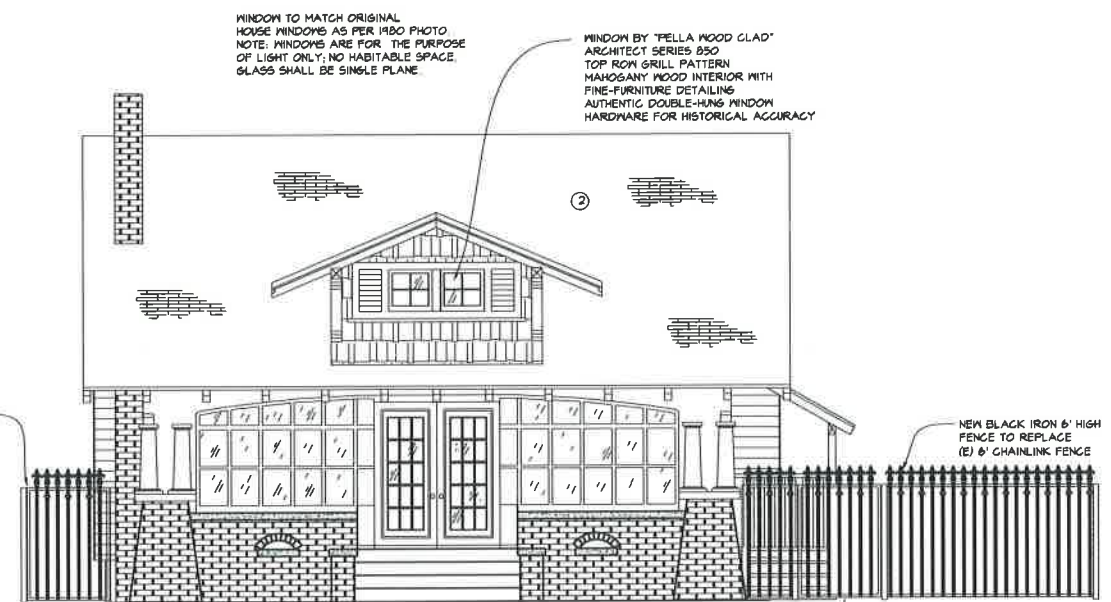 WINDOW TO MATCH ORIGINAL
HOUSE WINDOWS AS PER 1980 PHOTO.
NOTE: WINDOWS ARE FOR THE PURPOSE
OF LIGHT ONLY; NO HABITABLE SPACE.
GLASS SHALL BE SINGLE PLANE.
WINDOW BY "PELLA WOOD CLAD"
ARCHITECT SERIES 850
TOP ROW GRILL PATTERN
MAHOGANY WOOD INTERIOR WITH
FINE-FURNITURE DETAILING
AUTHENTIC DOUBLE-HUNG WINDOW
HARDWARE FOR HISTORICAL ACCURACY
2
NEW BLACK IRON 6' HIGH
FENCE TO REPLACE
(E) 6' CHAINLINK FENCE